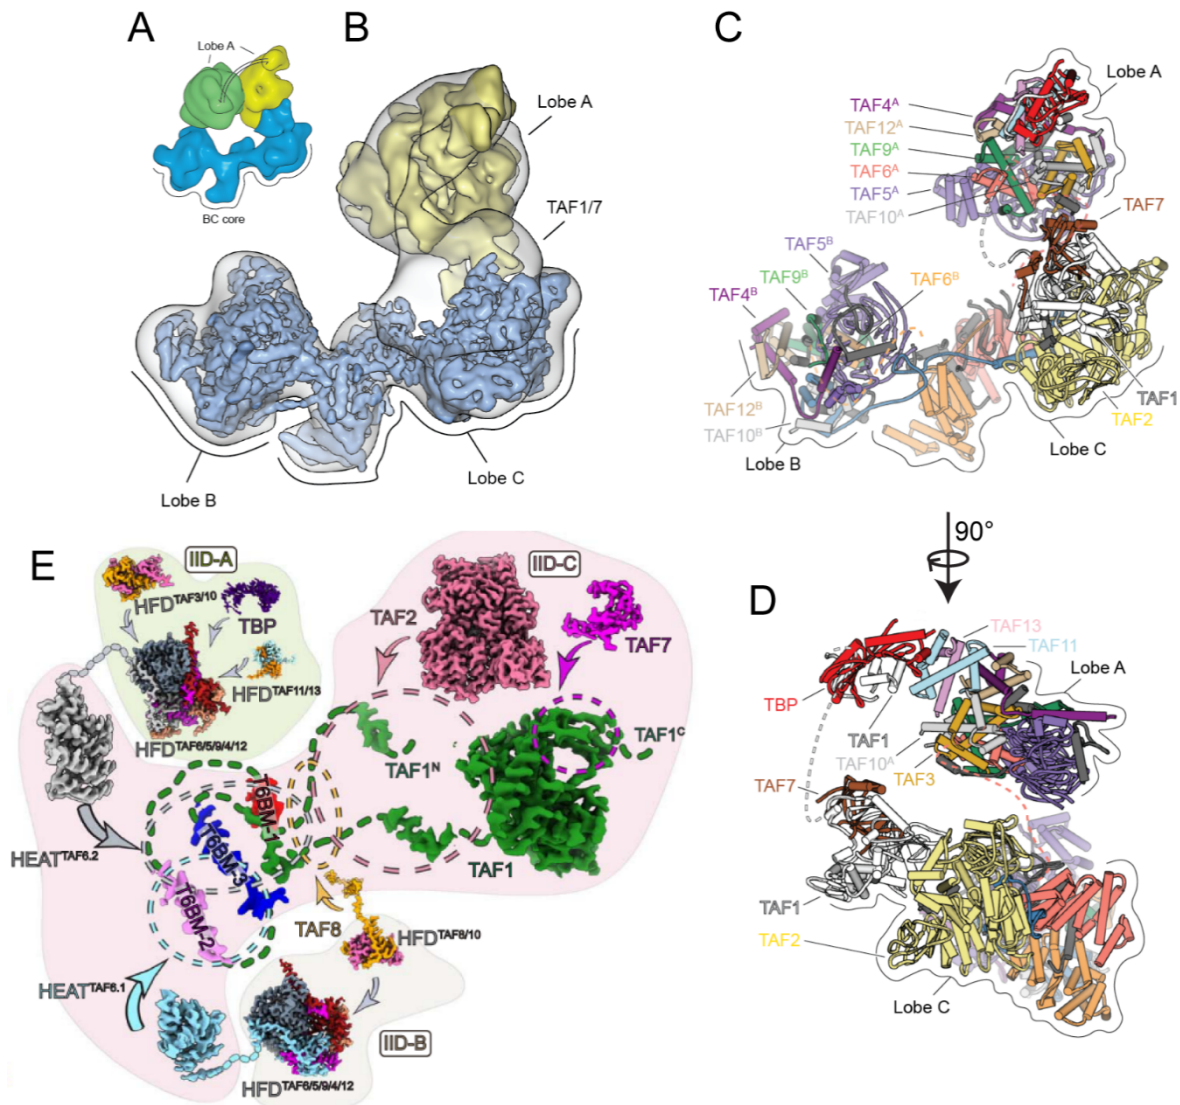 A
Lobe A
BC core
B
Lobe A
TAF1/7
Lobe B
Lobe C
C
Lobe A
TAF4ᴬ
TAF12ᴬ
TAF9ᴬ
TAF6ᴬ
TAF5ᴬ
TAF10ᴬ
TAF7
TAF5ᴮ
TAF9ᴮ
TAF6ᴮ
TAF4ᴮ
TAF12ᴮ
TAF10ᴮ
TAF1
TAF2
Lobe B
Lobe C
90°
D
TAF13
TAF11
Lobe A
TBP
TAF1
TAF10ᴬ
TAF3
TAF7
TAF1
TAF2
Lobe C
E
IID-A
HFDTAF3/10
TBP
HFDTAF11/13
HFDTAF6/5/9/4/12
IID-C
TAF2
TAF7
TAF1ᶜ
TAF1ᴺ
T6BM-1
T6BM-3
T6BM-2
HEATTAF6.2
TAF1
TAF8
HFDTAF8/10
HEATTAF6.1
IID-B
HFDTAF6/5/9/4/12